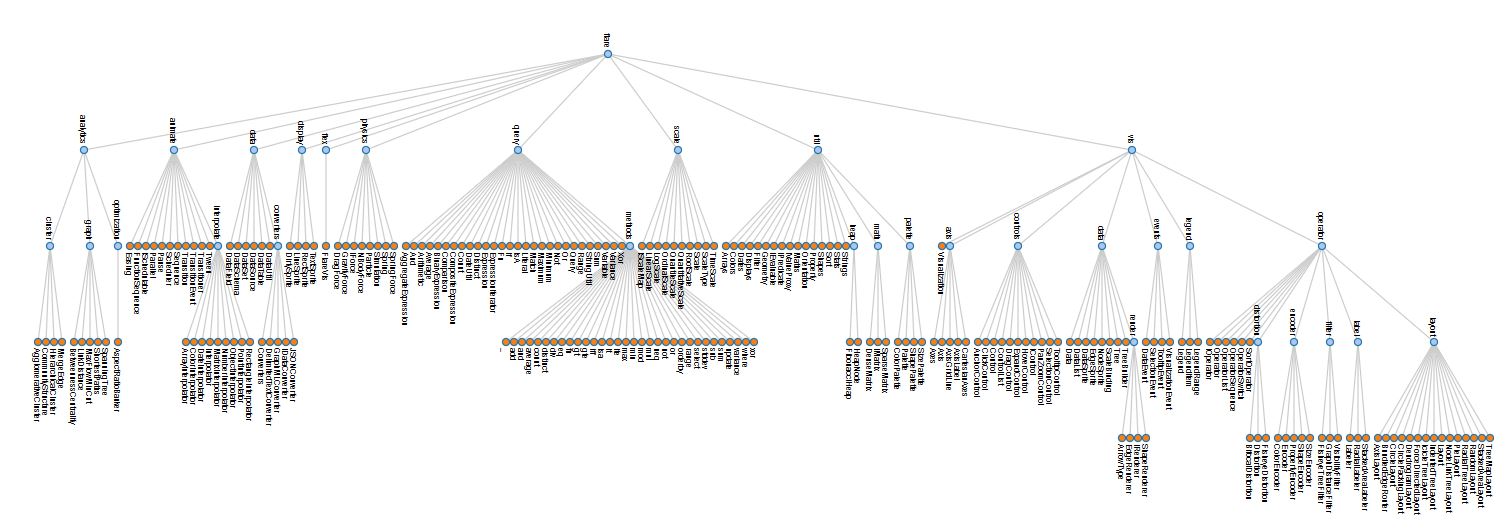 flare
analytics
animate
data
display
flex
physics
query
scale
util
vis
cluster
graph
optimization
Easing
FunctionSequence
ISchedulable
Parallel
Pause
Scheduler
Sequence
Transition
TransitionEvent
Transitioner
Tween
interpolate
DataField
DataSchema
DataSet
DataSource
DataTable
DataUtil
converters
DirtySprite
LineSprite
RectSprite
TextSprite
FlareVis
DragForce
GravityForce
IForce
NBodyForce
Particle
Simulation
Spring
SpringForce
AggregateExpression
And
Arithmetic
Average
BinaryExpression
Comparison
CompositeExpression
Count
DateUtil
Distinct
Expression
ExpressionIterator
Fn
If
IsA
Literal
Match
Maximum
Minimum
Not
Or
Query
Range
StringUtil
Sum
Variable
Variance
Xor
methods
IScaleMap
LinearScale
LogScale
OrdinalScale
QuantileScale
QuantitativeScale
RootScale
Scale
ScaleType
TimeScale
Arrays
Colors
Dates
Displays
Filter
Geometry
IEvaluable
IPredicate
IValueProxy
Maths
Orientation
Property
Shapes
Sort
Stats
Strings
heap
math
palette
Visualization
axis
controls
data
events
legend
operator
AgglomerativeCluster
CommunityStructure
HierarchicalCluster
MergeEdge
BetweennessCentrality
LinkDistance
MaxFlowMinCut
ShortestPaths
SpanningTree
AspectRatioBanker
ArrayInterpolator
ColorInterpolator
DateInterpolator
Interpolator
MatrixInterpolator
NumberInterpolator
ObjectInterpolator
PointInterpolator
RectangleInterpolator
Converters
DelimitedTextConverter
GraphMLConverter
IDataConverter
JSONConverter
_
add
and
average
count
distinct
div
eq
fn
gt
gte
iff
isa
lt
lte
max
min
mod
mul
neq
not
or
orderby
range
select
stddev
sub
sum
update
variance
where
xor
FibonacciHeap
HeapNode
DenseMatrix
IMatrix
SparseMatrix
ColorPalette
Palette
ShapePalette
SizePalette
Axes
Axis
AxisGridLine
AxisLabel
CartesianAxes
AnchorControl
ClickControl
Control
ControlList
DragControl
ExpandControl
HoverControl
IControl
PanZoomControl
SelectionControl
TooltipControl
Data
DataList
DataSprite
EdgeSprite
NodeSprite
ScaleBinding
Tree
TreeBuilder
render
DataEvent
SelectionEvent
TooltipEvent
VisualizationEvent
Legend
LegendItem
LegendRange
IOperator
Operator
OperatorList
OperatorSequence
OperatorSwitch
SortOperator
distortion
encoder
filter
label
layout
ArrowType
EdgeRenderer
IRenderer
ShapeRenderer
BifocalDistortion
Distortion
FisheyeDistortion
ColorEncoder
Encoder
PropertyEncoder
ShapeEncoder
SizeEncoder
FisheyeTreeFilter
GraphDistanceFilter
VisibilityFilter
Labeler
RadialLabeler
StackedAreaLabeler
AxisLayout
BundledEdgeRouter
CircleLayout
CirclePackingLayout
DendrogramLayout
ForceDirectedLayout
IcicleTreeLayout
IndentedTreeLayout
Layout
NodeLinkTreeLayout
PieLayout
RadialTreeLayout
RandomLayout
StackedAreaLayout
TreeMapLayout